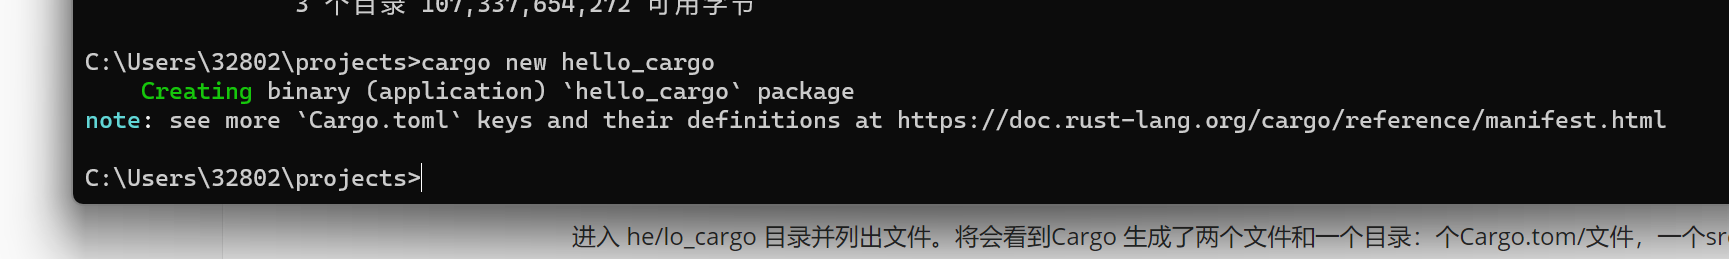 3 个目录 107,337,654,272 可用字节
C:\Users\32802\projects>cargo new hello_cargo
Creating binary (application) `hello_cargo` package
note: see more `Cargo.toml` keys and their definitions at https://doc.rust-lang.org/cargo/reference/manifest.html
C:\Users\32802\projects>
进入 he/lo_cargo 目录并列出文件。将会看到Cargo 生成了两个文件和一个目录：个Cargo.tom/文件，一个src